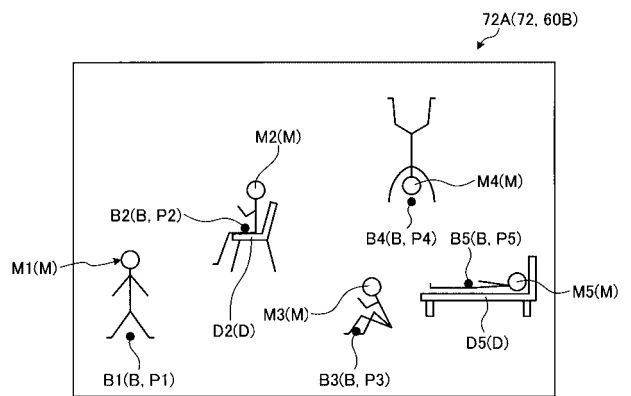 72A(72, 60B)
M2(M)
M4(M)
B2(B, P2)
B4(B, P4)
B5(B, P5)
M1(M)
D2(D)
M3(M)
M5(M)
D5(D)
B1(B, P1)
B3(B, P3)